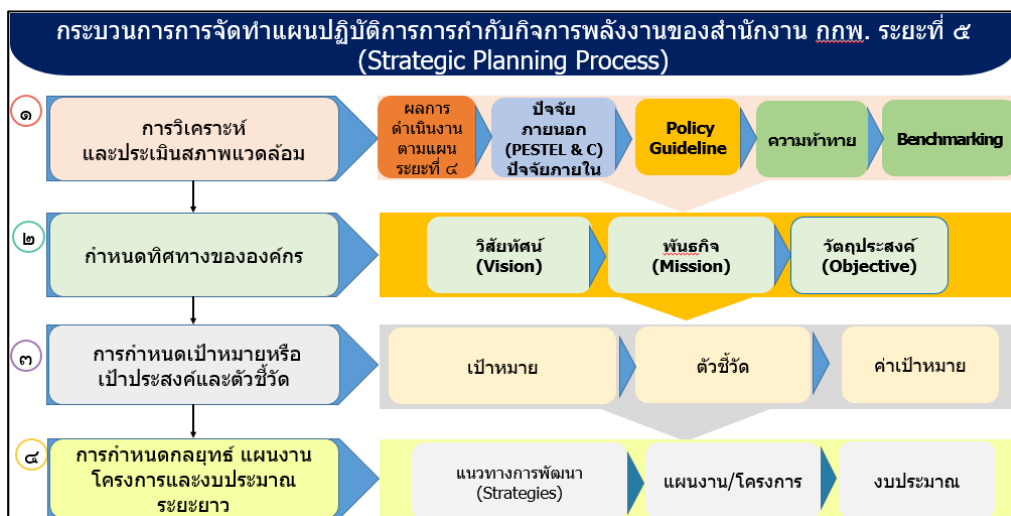 กระบวนการการจัดทำแผนปฏิบัติการการกำกับกิจการพลังงานของสำนักงาน กกพ. ระยะที่ ๕
(Strategic Planning Process)
๑
การวิเคราะห์
และประเมินสภาพแวดล้อม
ผลการ
ดำเนินงาน
ตามแผน
ระยะที่ ๔
ปัจจัย
ภายนอก
(PESTEL & C)
ปัจจัยภายใน
Policy
Guideline
ความท้าทาย
Benchmarking
๒
กำหนดทิศทางขององค์กร
วิสัยทัศน์
(Vision)
พันธกิจ
(Mission)
วัตถุประสงค์
(Objective)
๓
การกำหนดเป้าหมายหรือ
เป้าประสงค์และตัวชี้วัด
เป้าหมาย
ตัวชี้วัด
ค่าเป้าหมาย
๔
การกำหนดกลยุทธ์ แผนงาน
โครงการและงบประมาณ
ระยะยาว
แนวทางการพัฒนา
(Strategies)
แผนงาน/โครงการ
งบประมาณ